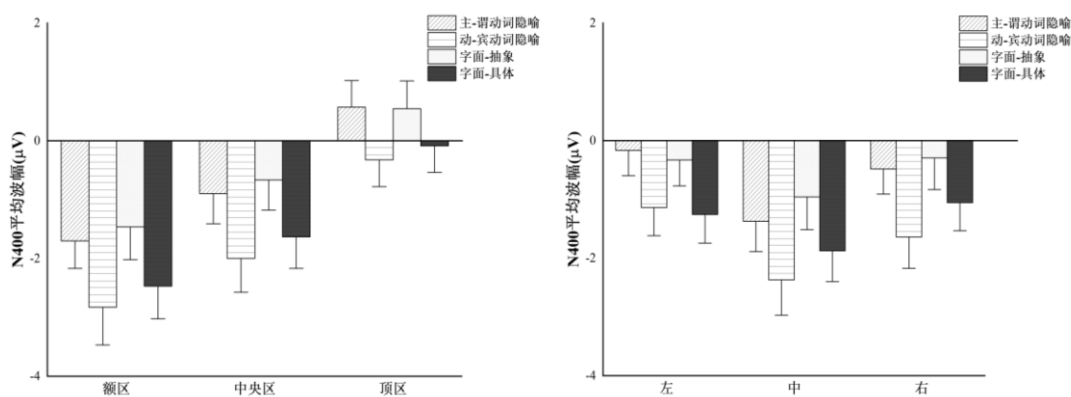 2
0
-2
-4
N400平均波幅(μV)
主-谓动词隐喻
动-宾动词隐喻
字面-抽象
字面-具体
额区
中央区
顶区
2
0
-2
-4
N400平均波幅(μV)
主-谓动词隐喻
动-宾动词隐喻
字面-抽象
字面-具体
左
中
右